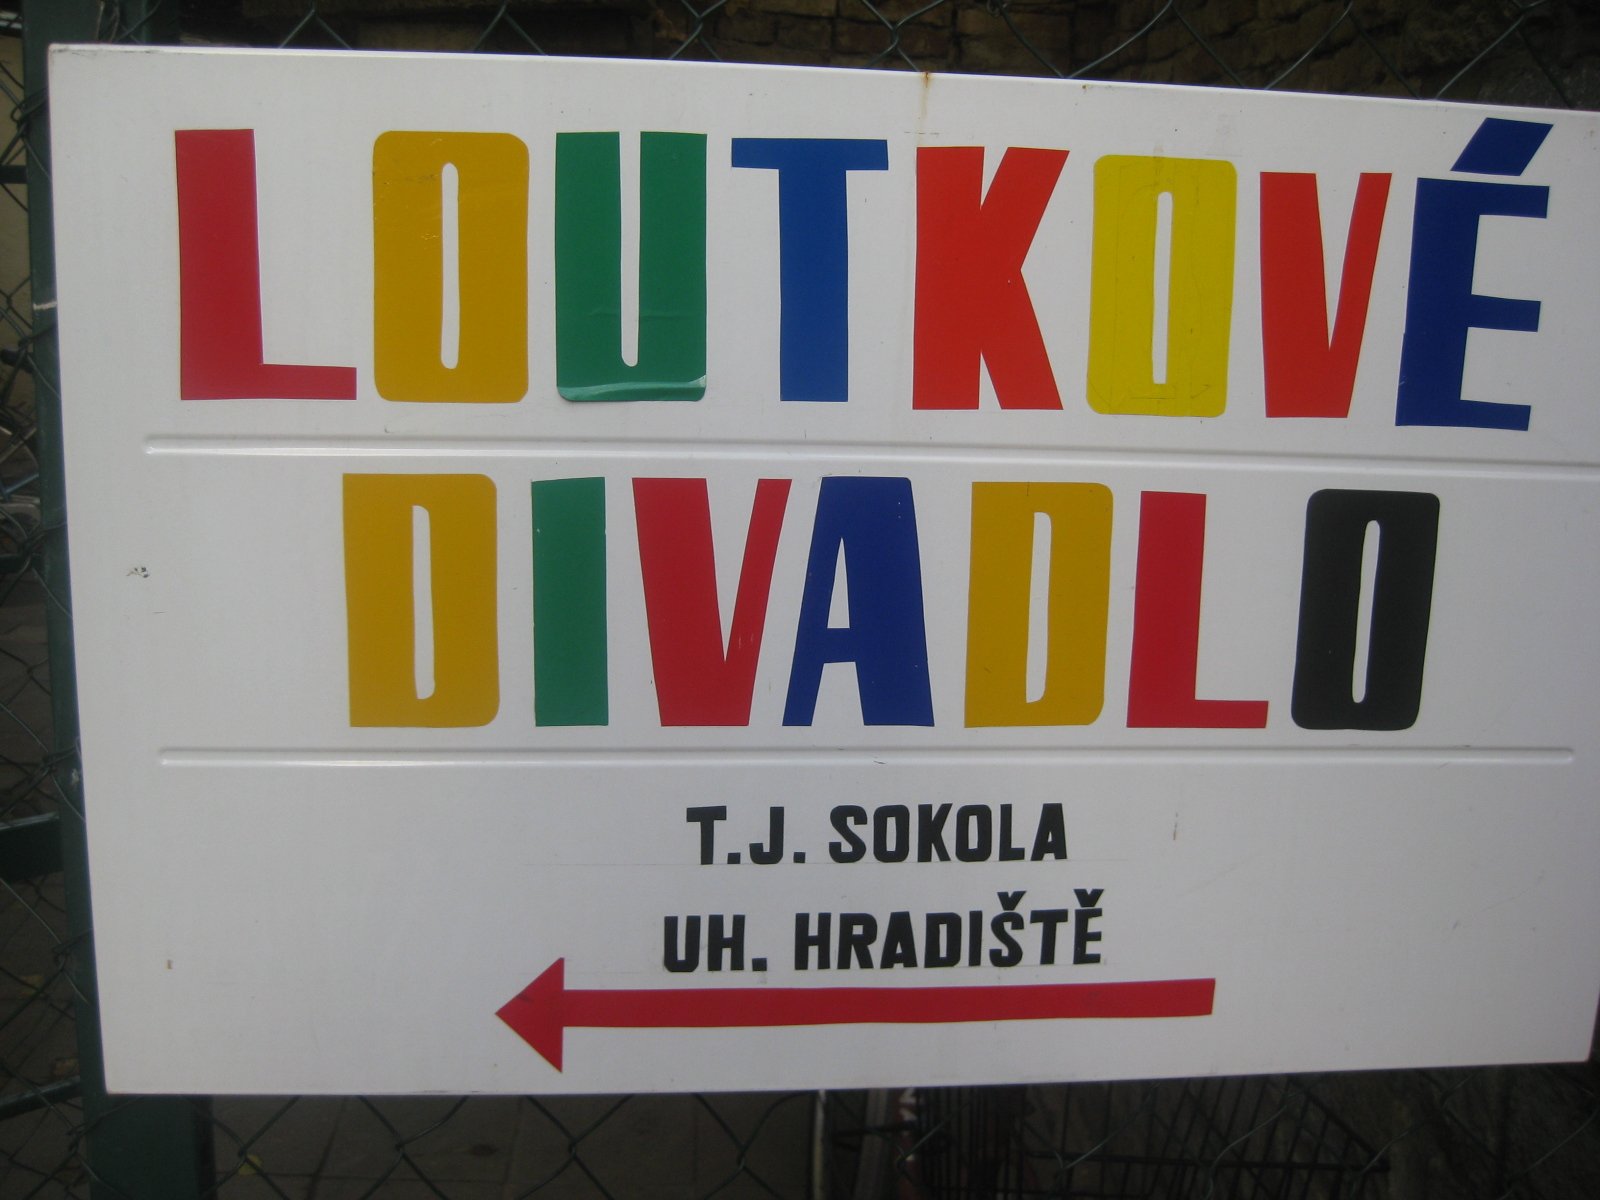 LOUTKOVÉ
DIVADLO
T.J. SOKOLA
UH. HRADIŠTĚ